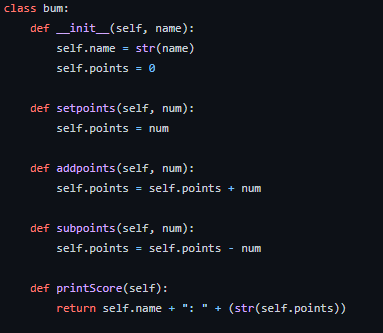 class bum:
    def __init__(self, name):
        self.name = str(name)
        self.points = 0
    def setpoints(self, num):
        self.points = num
    def addpoints(self, num):
        self.points = self.points + num
    def subpoints(self, num):
        self.points = self.points - num
    def printScore(self):
        return self.name + ": " + (str(self.points))